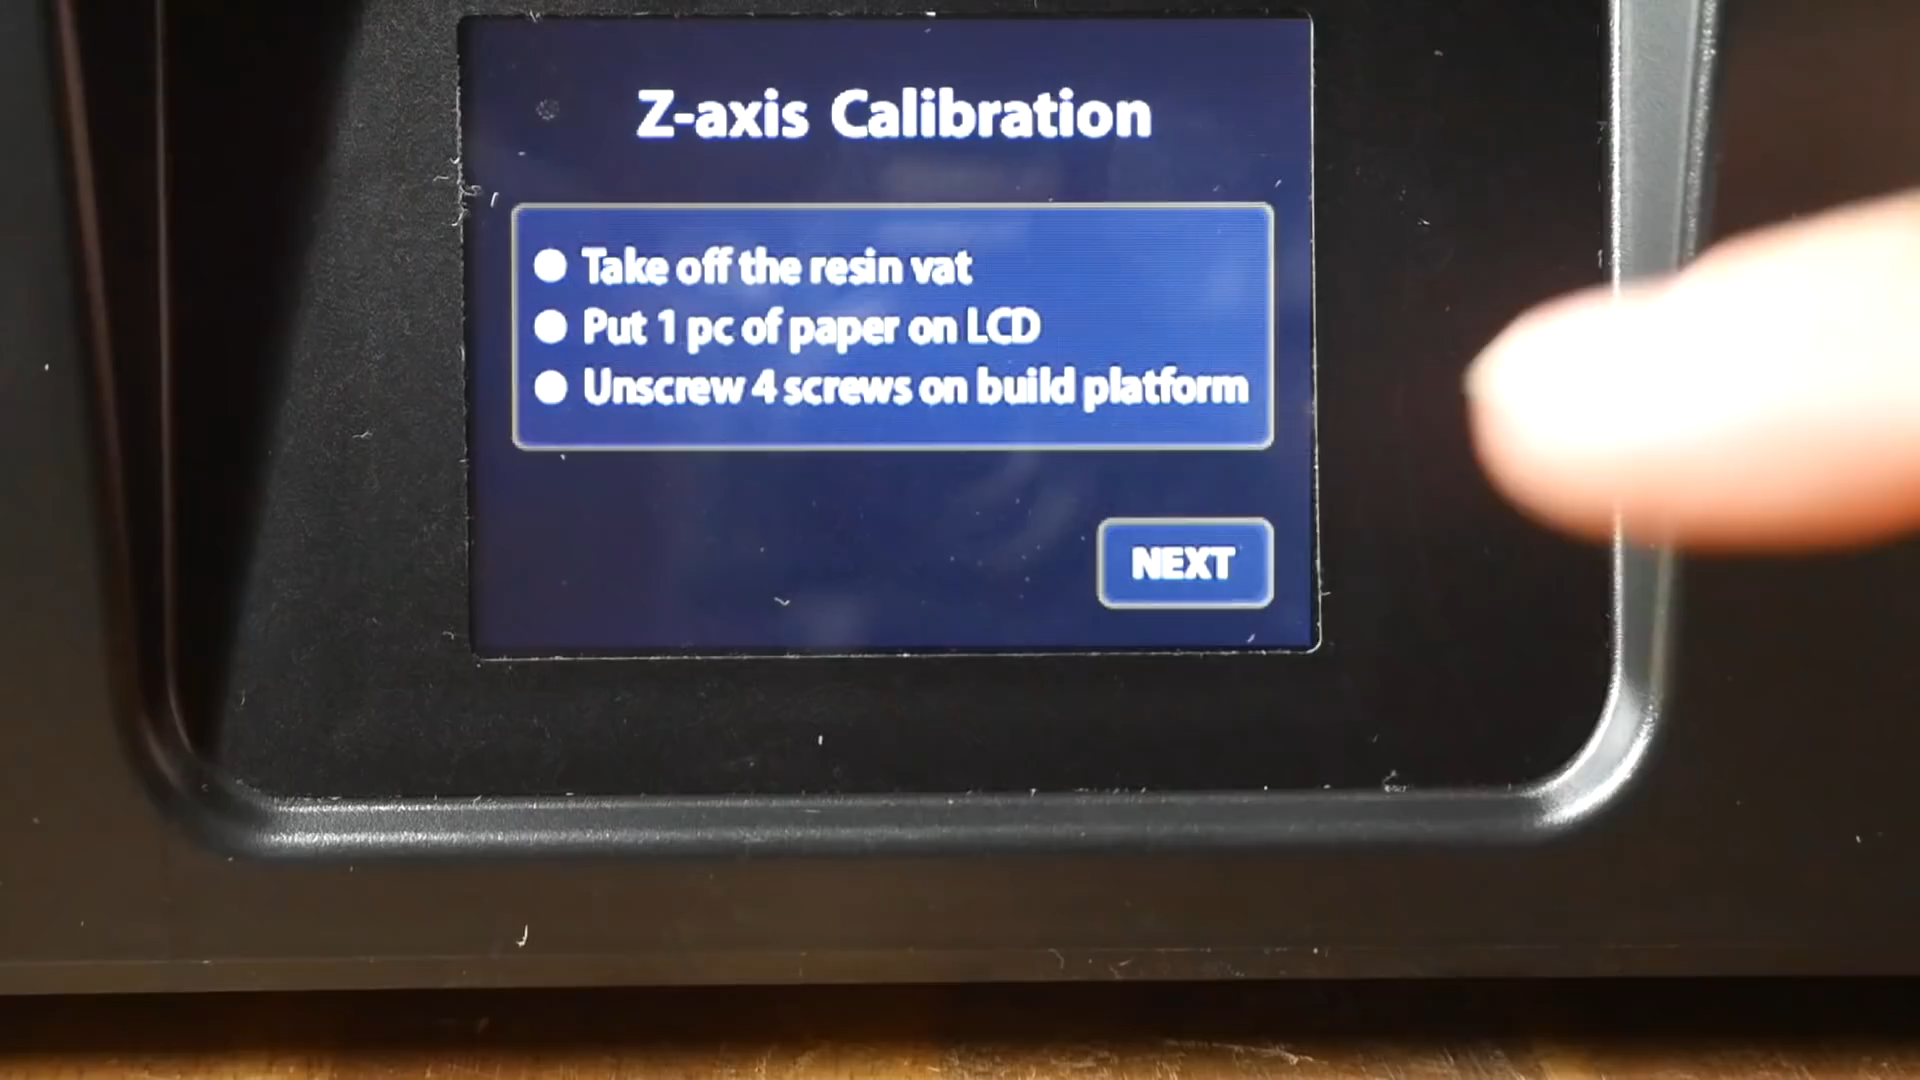 Z-axis Calibration
Take off the resin vat
Put 1 pc of paper on LCD
Unscrew 4 screws on build platform
NEXT